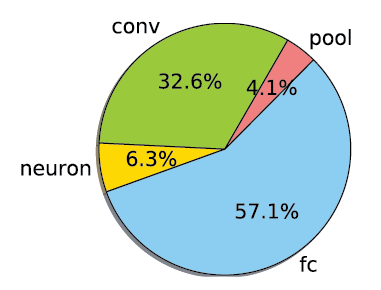 conv
pool
32.6%
4.1%
6.3%
neuron
57.1%
fc